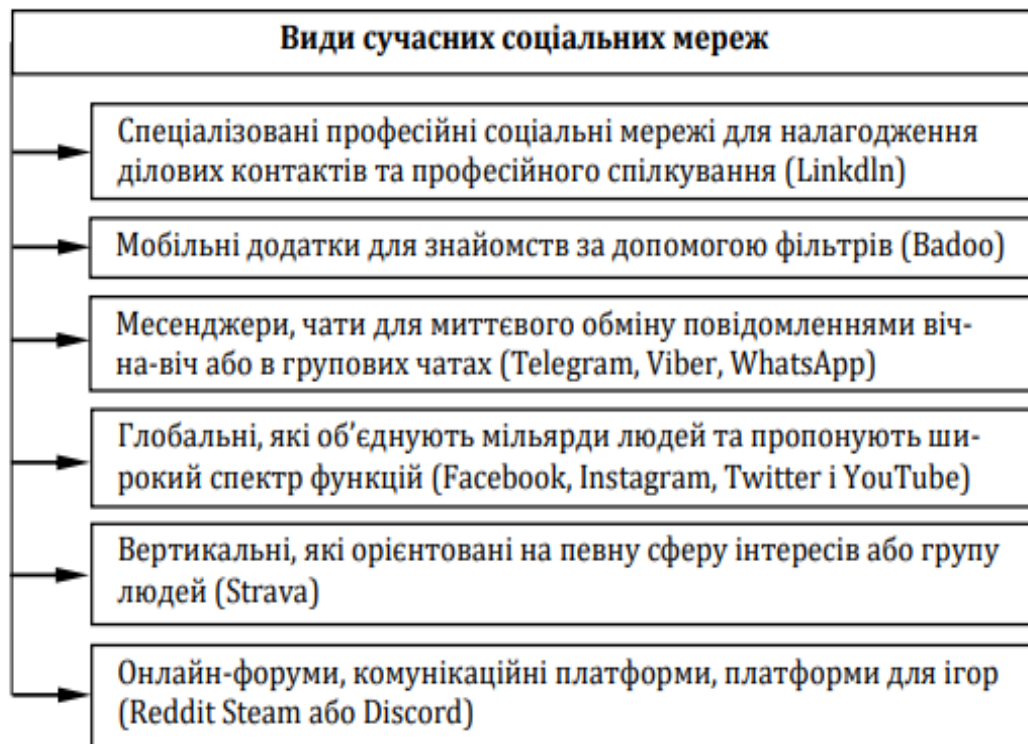 Види сучасних соціальних мереж
Спеціалізовані професійні соціальні мережі для налагодження
ділових контактів та професійного спілкування (Linkdln)
Мобільні додатки для знайомств за допомогою фільтрів (Badoo)
Месенджери, чати для миттєвого обміну повідомленнями віч-
на-віч або в групових чатах (Telegram, Viber, WhatsApp)
Глобальні, які об’єднують мільярди людей та пропонують ши-
рокий спектр функцій (Facebook, Instagram, Twitter і YouTube)
Вертикальні, які орієнтовані на певну сферу інтересів або групу
людей (Strava)
Онлайн-форуми, комунікаційні платформи, платформи для ігор
(Reddit Steam або Discord)